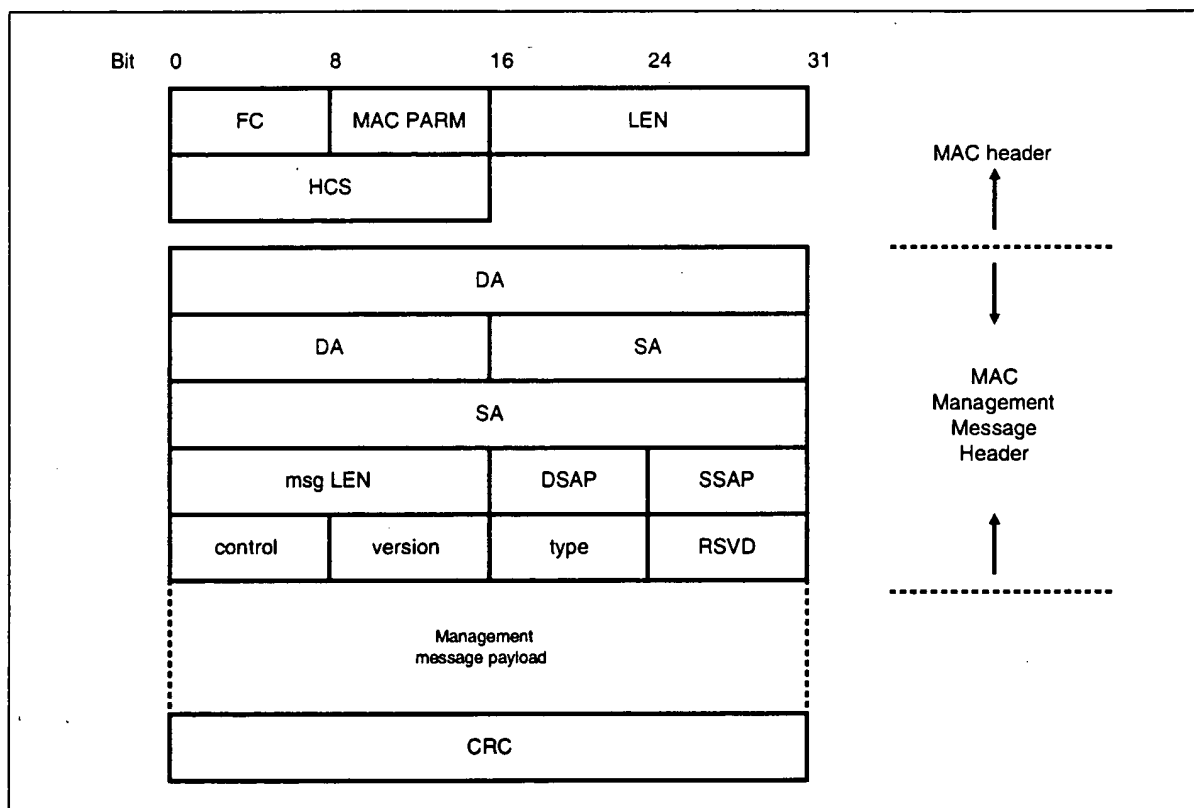 Bit 0 8 16 24 31
FC MAC PARM LEN
MAC header
HCS
DA
DA SA
MAC
Management
Message
Header
SA
msg LEN DSAP SSAP
control version type RSVD
Management
message payload
CRC